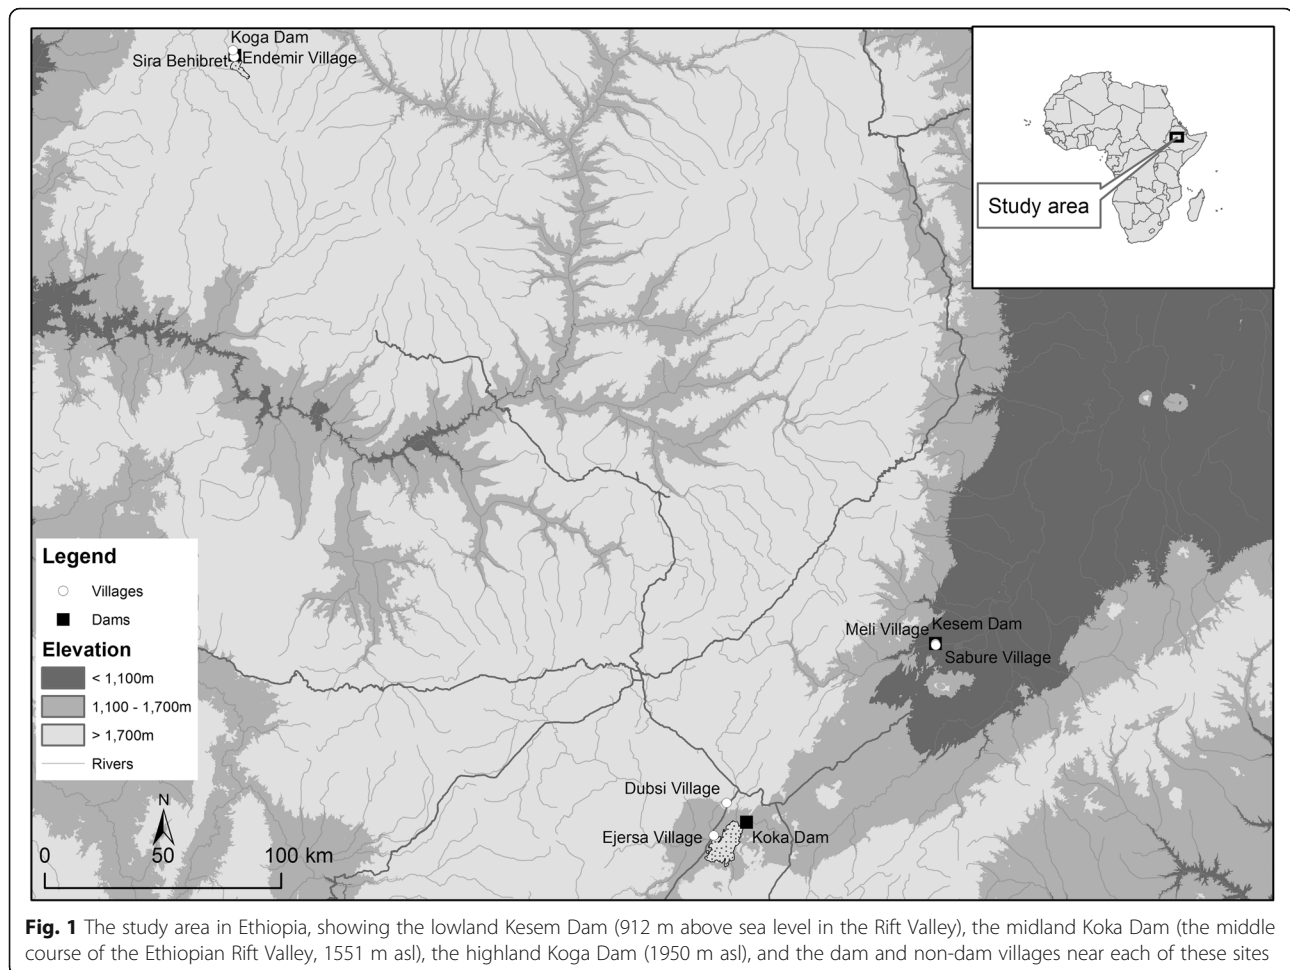 Koga Dam
Sira Behibret
Endemir Village
Study area
Legend
Villages
Dams
Elevation
< 1,100m
1,100 - 1,700m
> 1,700m
Rivers
N
0 50 100 km
Meli Village
Kesem Dam
Sabure Village
Dubsi Village
Ejersa Village
Koka Dam
Fig. 1 The study area in Ethiopia, showing the lowland Kesem Dam (912 m above sea level in the Rift Valley), the midland Koka Dam (the middle
course of the Ethiopian Rift Valley, 1551 m asl), the highland Koga Dam (1950 m asl), and the dam and non-dam villages near each of these sites